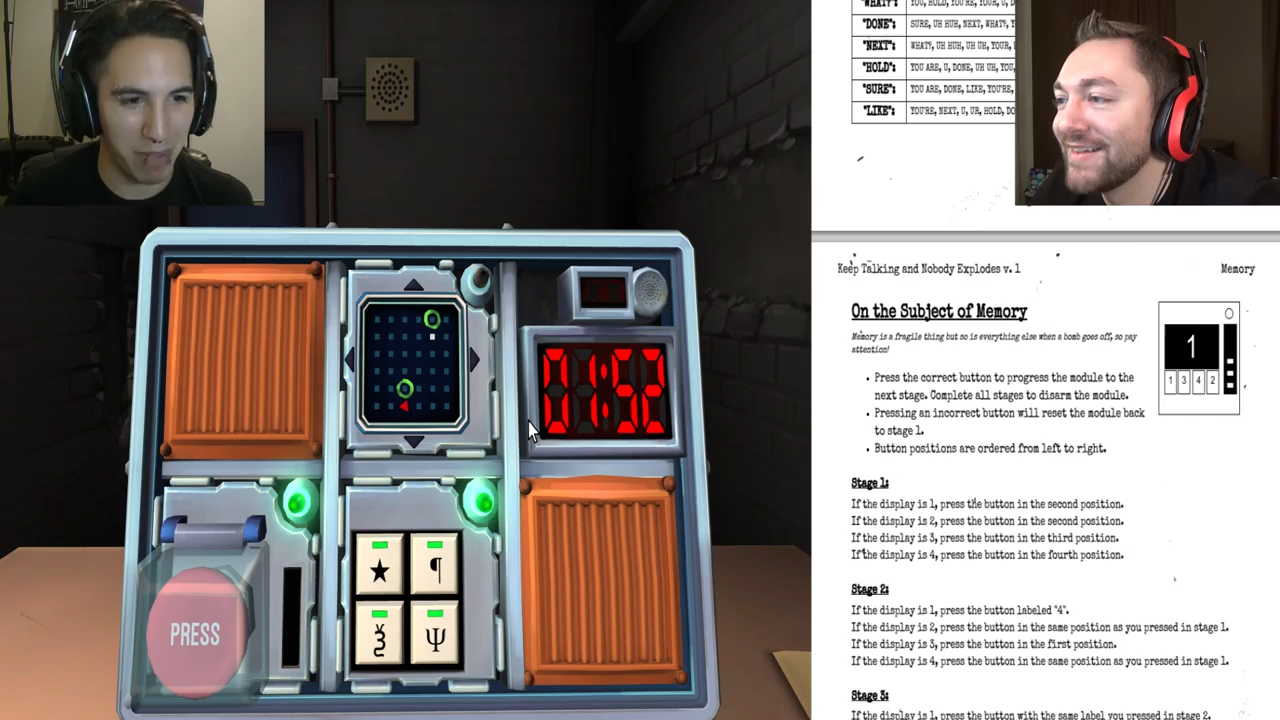 "WHAT?": YOU, HOLD, YOU'RE, YOUR, U, D
"DONE": SURE, UH HUH, NEXT, WHAT?, Y
"NEXT": WHAT?, UH HUH, UH UH, YOUR,
"HOLD": YOU ARE, U, DONE, UH UH, YOU,
"SURE": YOU ARE, DONE, LIKE, YOU'RE,
"LIKE": YOU'RE, NEXT, U, UR, HOLD, DO
Keep Talking and Nobody Explodes v. 1
Memory
On the Subject of Memory
Memory is a fragile thing but so is everything else when a bomb goes off, so pay
attention!
• Press the correct button to progress the module to the
next stage. Complete all stages to disarm the module.
• Pressing an incorrect button will reset the module back
to stage 1.
• Button positions are ordered from left to right.
1
1 3 4 2
Stage 1:
If the display is 1, press the button in the second position.
If the display is 2, press the button in the second position.
If the display is 3, press the button in the third position.
If the display is 4, press the button in the fourth position.
Stage 2:
If the display is 1, press the button labeled "4".
If the display is 2, press the button in the same position as you pressed in stage 1.
If the display is 3, press the button in the first position.
If the display is 4, press the button in the same position as you pressed in stage 1.
Stage 3:
If the display is 1, press the button with the same label you pressed in stage 2.
01:52
PRESS
★ ¶
Ѯ Ψ